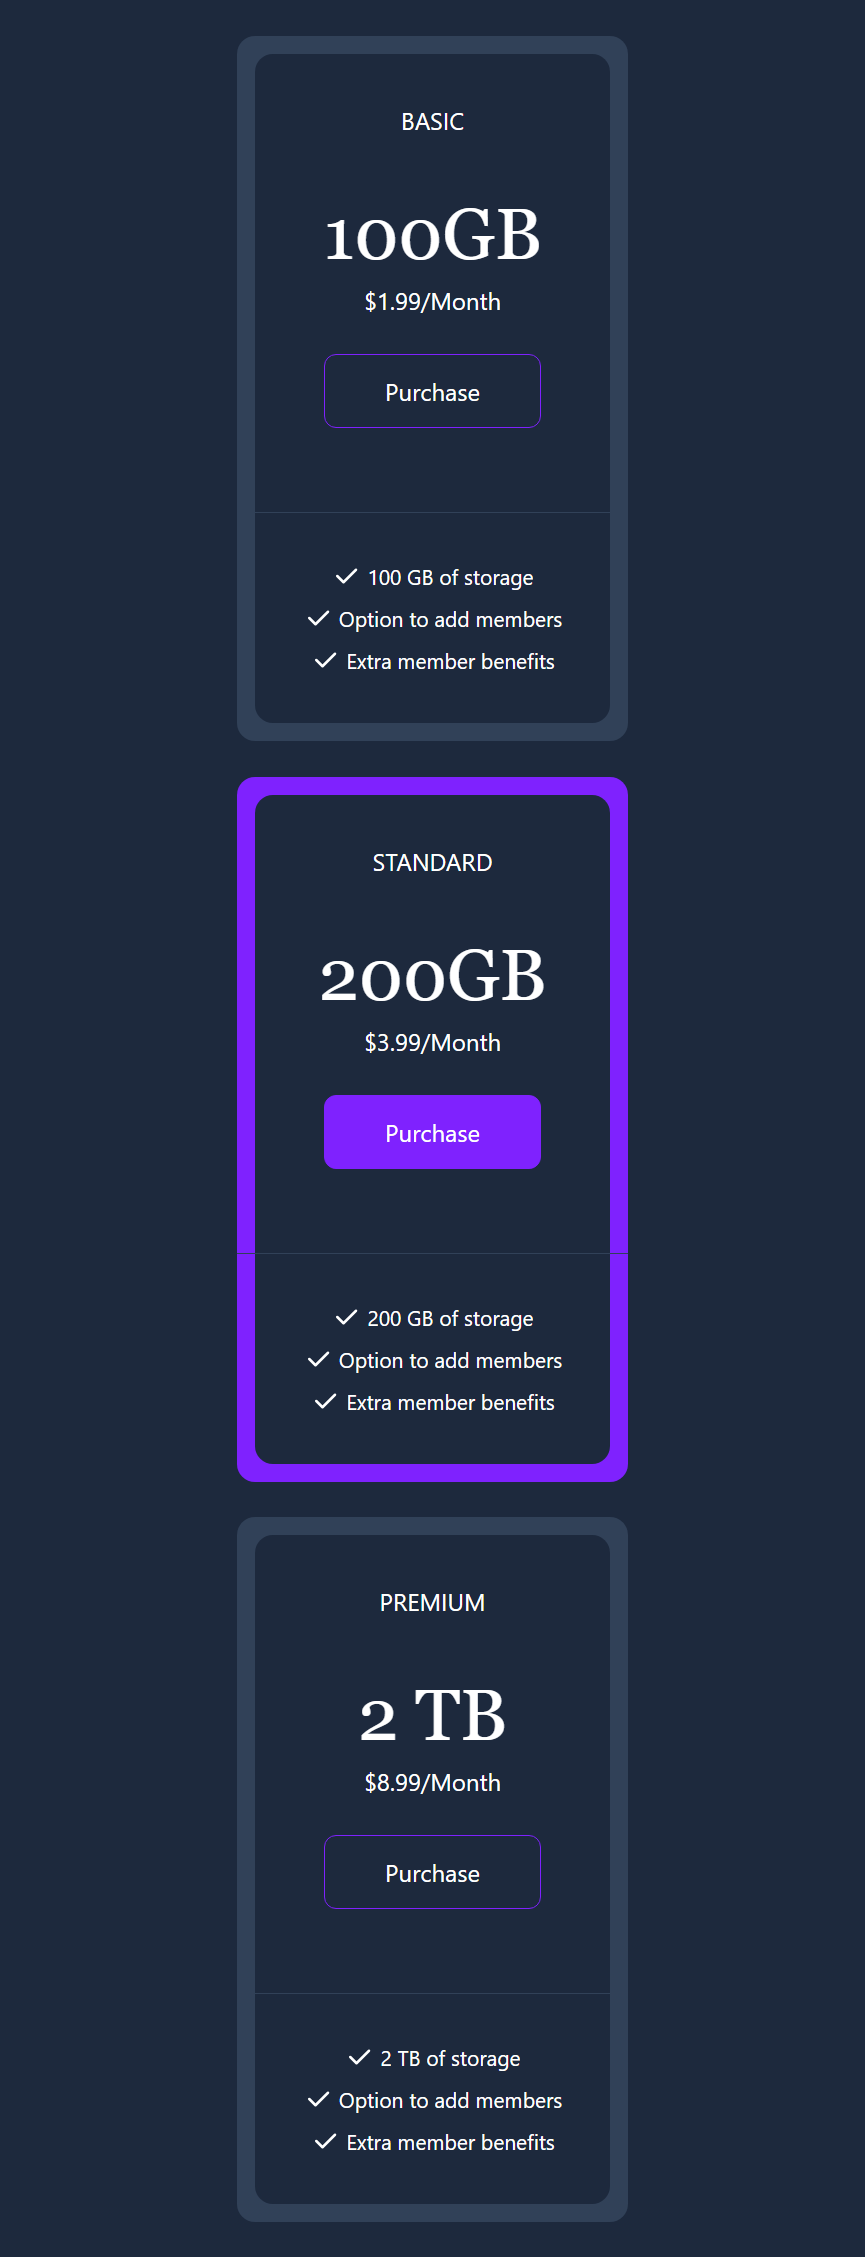 BASIC
100GB
$1.99/Month
Purchase
100 GB of storage
Option to add members
Extra member benefits
STANDARD
200GB
$3.99/Month
Purchase
200 GB of storage
Option to add members
Extra member benefits
PREMIUM
2 TB
$8.99/Month
Purchase
2 TB of storage
Option to add members
Extra member benefits